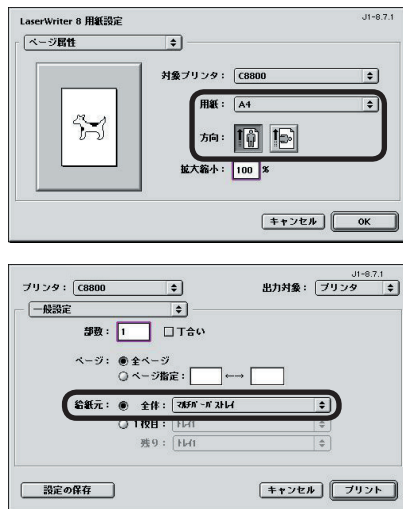 LaserWriter 8 用紙設定
J1-8.7.1
ページ属性
対象プリンタ： C8800
用紙： A4
方向：
拡大縮小： 100 %
キャンセル OK
J1-8.7.1
プリンタ： C8800 出力対象： プリンタ
一般設定
部数： 1 丁合い
ページ： 全ページ
ページ指定：
給紙元： 全体： マルチパーパストレイ
1枚目： トレイ1
残り： トレイ1
設定の保存 キャンセル プリント